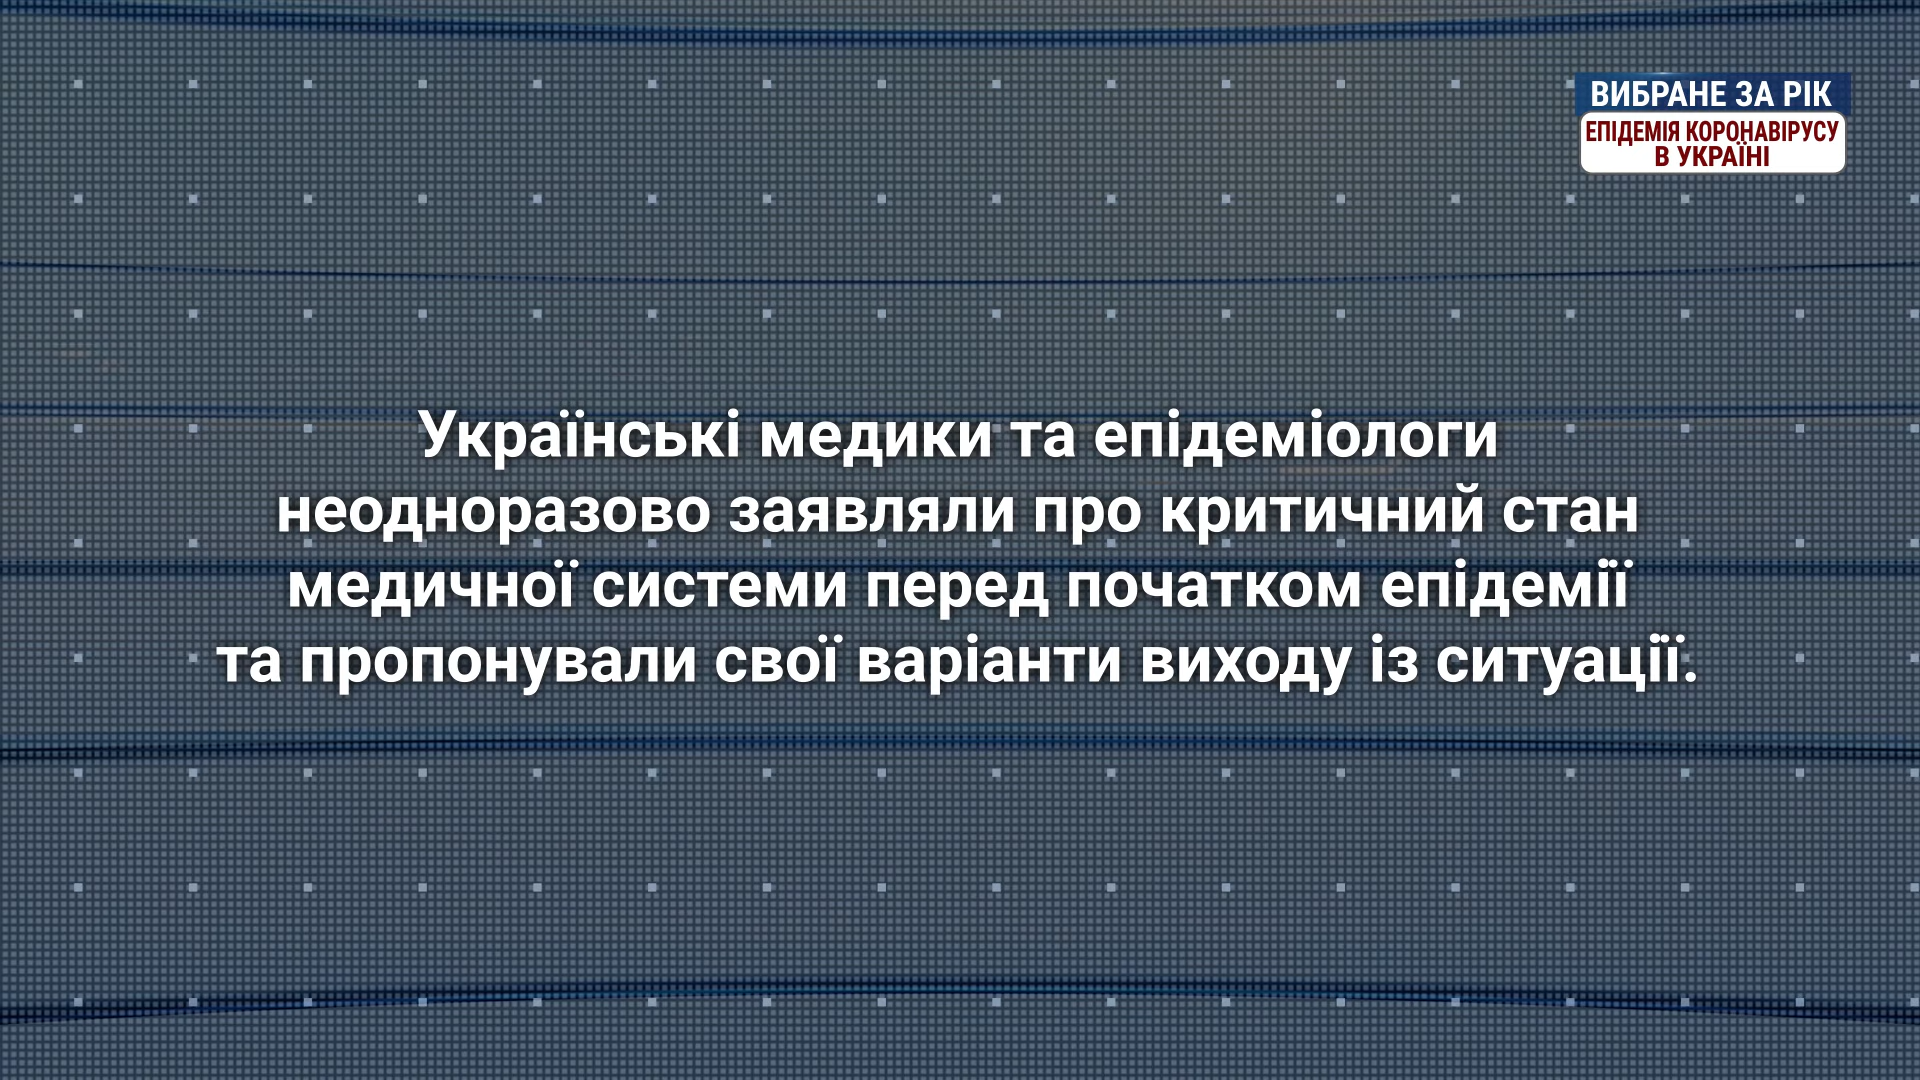 ВИБРАНЕ ЗА РІК
ЕПІДЕМІЯ КОРОНАВІРУСУ
В УКРАЇНІ
Українські медики та епідеміологи
неодноразово заявляли про критичний стан
медичної системи перед початком епідемії
та пропонували свої варіанти виходу із ситуації.